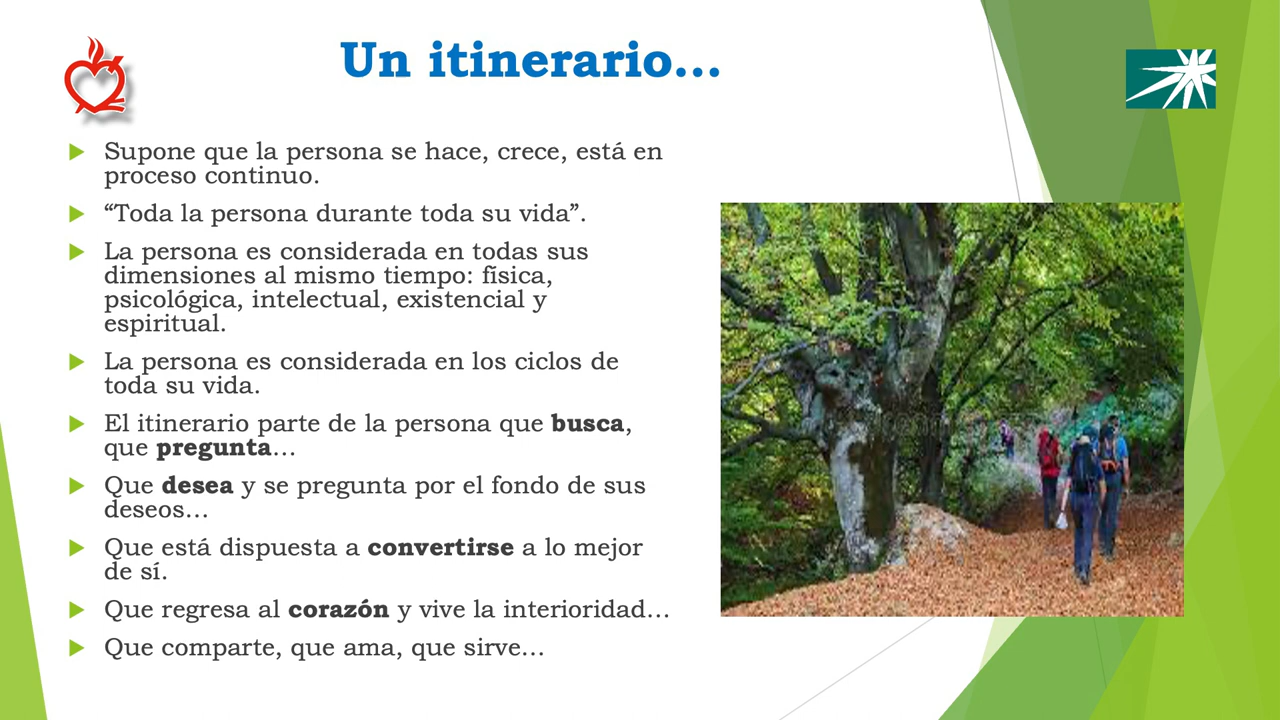 Un itinerario...
Supone que la persona se hace, crece, está en
proceso continuo.
“Toda la persona durante toda su vida”.
La persona es considerada en todas sus
dimensiones al mismo tiempo: física,
psicológica, intelectual, existencial y
espiritual.
La persona es considerada en los ciclos de
toda su vida.
El itinerario parte de la persona que busca,
que pregunta…
Que desea y se pregunta por el fondo de sus
deseos…
Que está dispuesta a convertirse a lo mejor
de sí.
Que regresa al corazón y vive la interioridad…
Que comparte, que ama, que sirve…